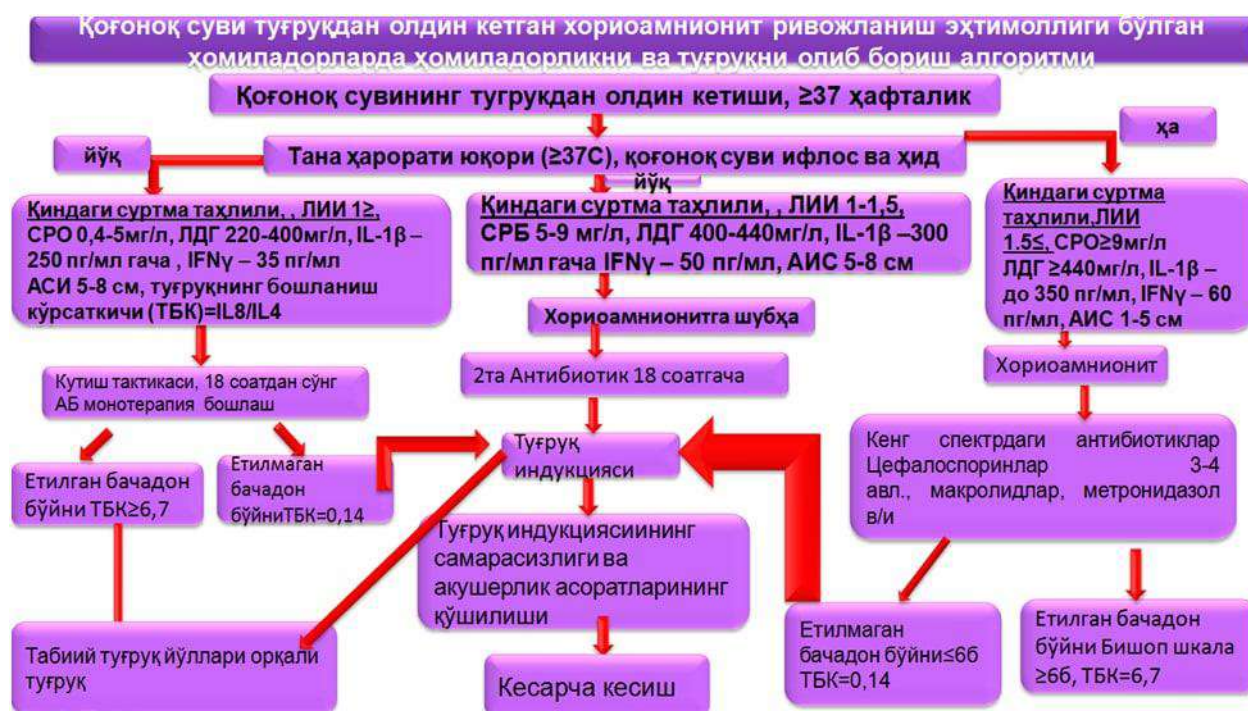 Қоғоноқ суви туғруқдан олдин кетган хориоамнионит ривожланиш эҳтимоллиги бўлган
ҳомиладорларда ҳомиладорликни ва туғруқни олиб бориш алгоритми
Қоғоноқ сувининг тугрукдан олдин кетиши, ≥37 ҳафталик
йўқ
Тана ҳарорати юқори (≥37С), қоғоноқ суви ифлос ва ҳид
ҳа
йўқ
Қиндаги суртма таҳлили, , ЛИИ 1≥,
СРО 0,4-5мг/л, ЛДГ 220-400мг/л, IL-1β –
250 пг/мл гача , IFNγ – 35 пг/мл
АСИ 5-8 см, туғруқнинг бошланиш
кўрсаткичи (ТБК)=IL8/IL4
Қиндаги суртма таҳлили, , ЛИИ 1-1,5,
СРБ 5-9 мг/л, ЛДГ 400-440мг/л, IL-1β –300
пг/мл гача IFNγ – 50 пг/мл, АИС 5-8 см
Қиндаги суртма
таҳлили,ЛИИ
1.5≤, СРО≥9мг/л
ЛДГ ≥440мг/л, IL-1β –
до 350 пг/мл, IFNγ – 60
пг/мл, АИС 1-5 см
Хориоамнионитга шубҳа
Хориоамнионит
Кутиш тактикаси, 18 соатдан сўнг
АБ монотерапия бошлаш
2та Антибиотик 18 соатгача
Кенг спектрдаги антибиотиклар
Цефалоспоринлар 3-4
авл., макролидлар, метронидазол
в/и
Етилган бачадон
бўйни ТБК≥6,7
Етилмаган
бачадон
бўйниТБК=0,14
Туғруқ
индукцияси
Туғруқ индукциясиининг
самарасизлиги ва
акушерлик асоратларининг
қўшилиши
Табиий туғруқ йўллари орқали
туғруқ
Кесарча кесиш
Етилмаган
бачадон бўйни≤6б
ТБК=0,14
Етилган бачадон
бўйни Бишоп шкала
≥6б, ТБК=6,7